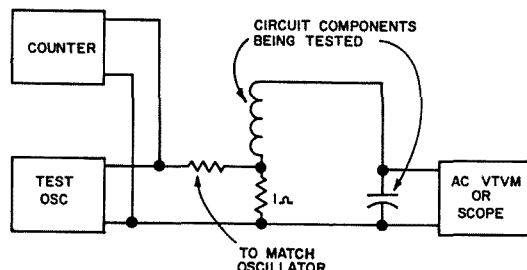 CIRCUIT COMPONENTS
BEING TESTED
COUNTER
TEST
OSC
1Ω
AC VTVM
OR
SCOPE
TO MATCH
OSCILLATOR